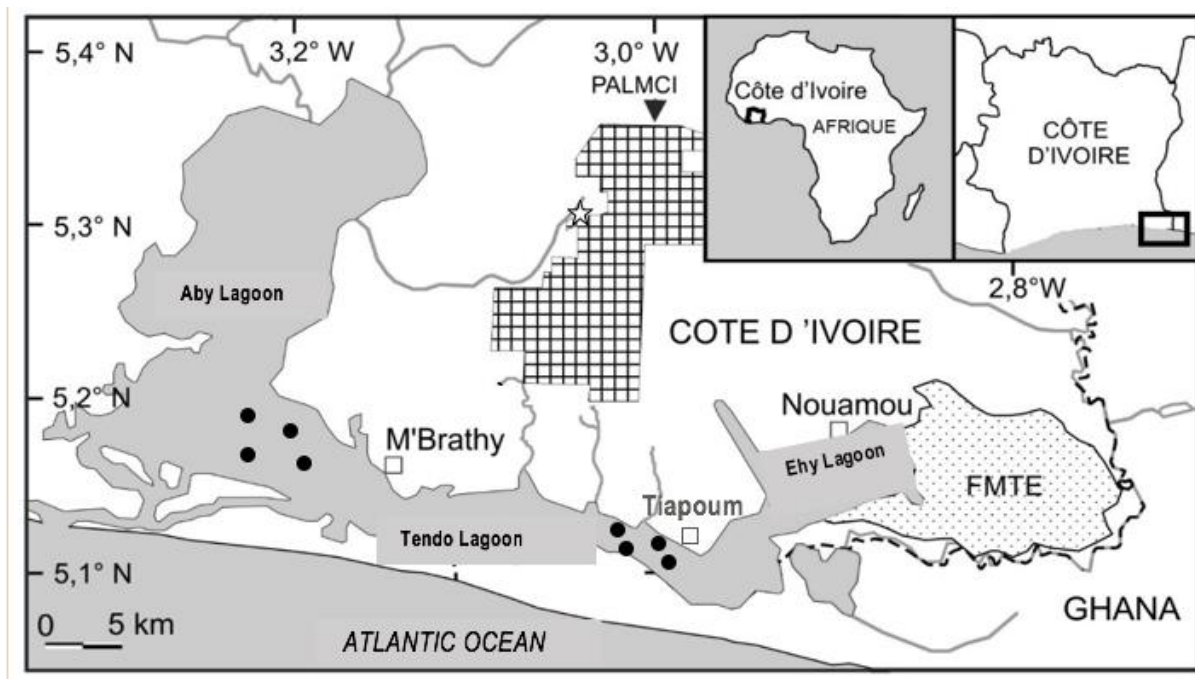 5,4° N
3,2° W
3,0° W
PALMCI
Côte d'Ivoire
AFRIQUE
CÔTE
D'IVOIRE
5,3° N
Aby Lagoon
2,8°W
COTE D 'IVOIRE
5,2° N
Nouamou
M'Brathy
Ehy Lagoon
FMTE
Tiapoum
Tendo Lagoon
5,1° N
GHANA
0 5 km
ATLANTIC OCEAN